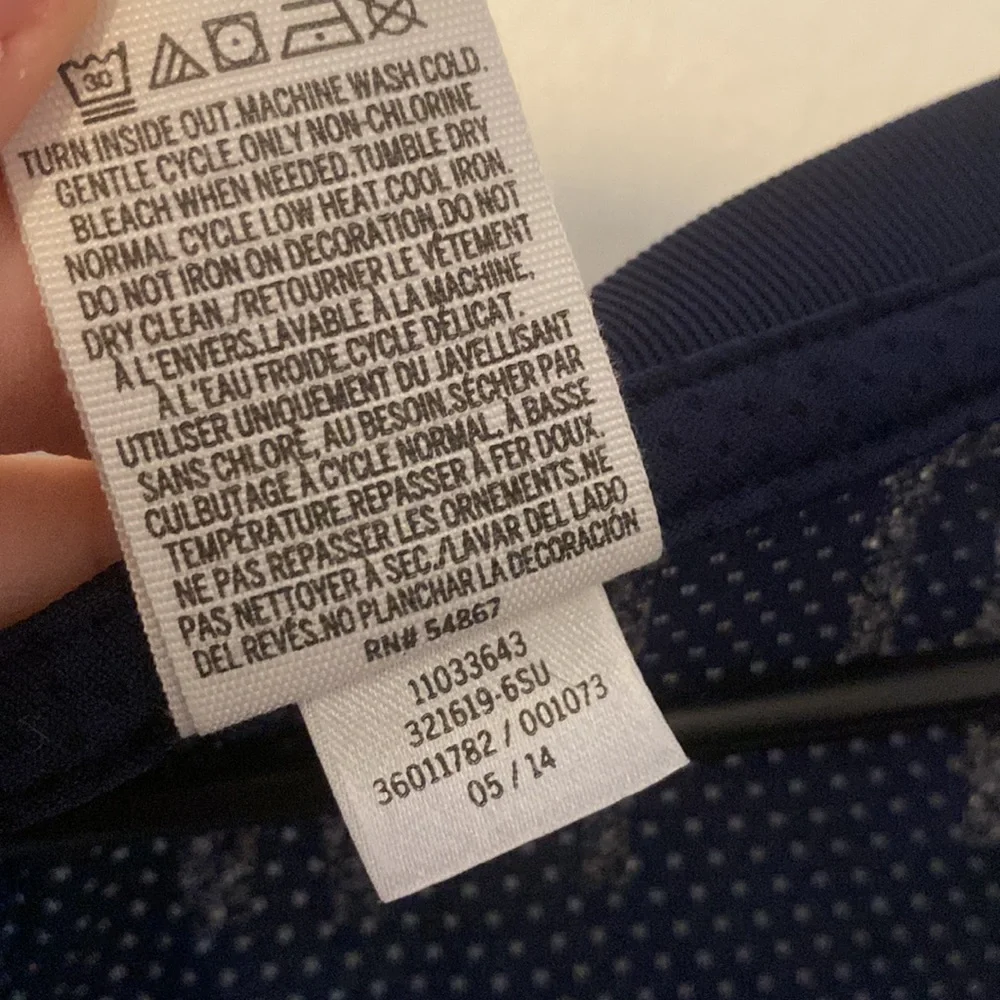 30
TURN INSIDE OUT MACHINE WASH COLD.
GENTLE CYCLE.ONLY NON-CHLORINE
BLEACH WHEN NEEDED.TUMBLE DRY
NORMAL CYCLE LOW HEAT.COOL IRON.
DO NOT IRON ON DECORATION.DO NOT
DRY CLEAN./RETOURNER LE VÊTEMENT
À L'ENVERS.LAVABLE À LA MACHINE,
À L'EAU FROIDE.CYCLE DÉLICAT.
UTILISER UNIQUEMENT DU JAVELLISANT
SANS CHLORE, AU BESOIN.SÉCHER PAR
CULBUTAGE À CYCLE NORMAL, À BASSE
TEMPÉRATURE.REPASSER À FER DOUX.
NE PAS REPASSER LES ORNEMENTS.NE
PAS NETTOYER À SEC./LAVAR DEL LADO
DEL REVÉS.NO PLANCHAR LA DECORACIÓN
RN# 54867
11033643
321619-6SU
36011782 / 001073
05 / 14